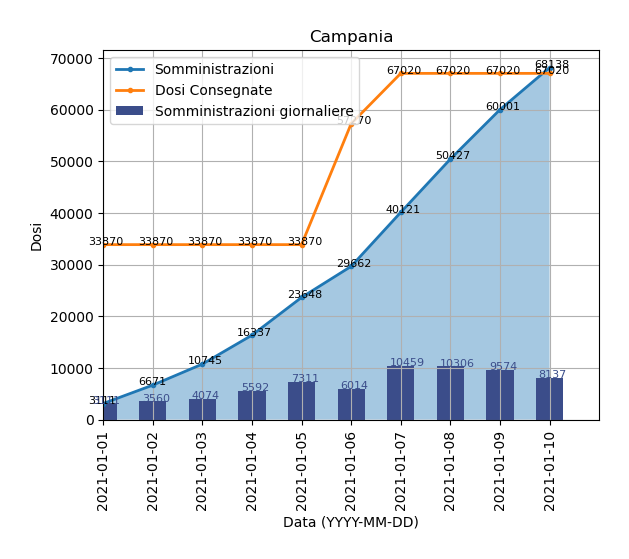 Campania
70000
60000
50000
40000
30000
20000
10000
0
Dosi
Somministrazioni
Dosi Consegnate
Somministrazioni giornaliere
33870 33870 33870 33870 33870 67020 67020 67020 67020
3111 6671 10745 16337 23648 29662 40121 50427 60001 68138
3560 4074 5592 7311 6014 10459 10306 9574 8137
2021-01-01 2021-01-02 2021-01-03 2021-01-04 2021-01-05 2021-01-06 2021-01-07 2021-01-08 2021-01-09 2021-01-10
Data (YYYY-MM-DD)